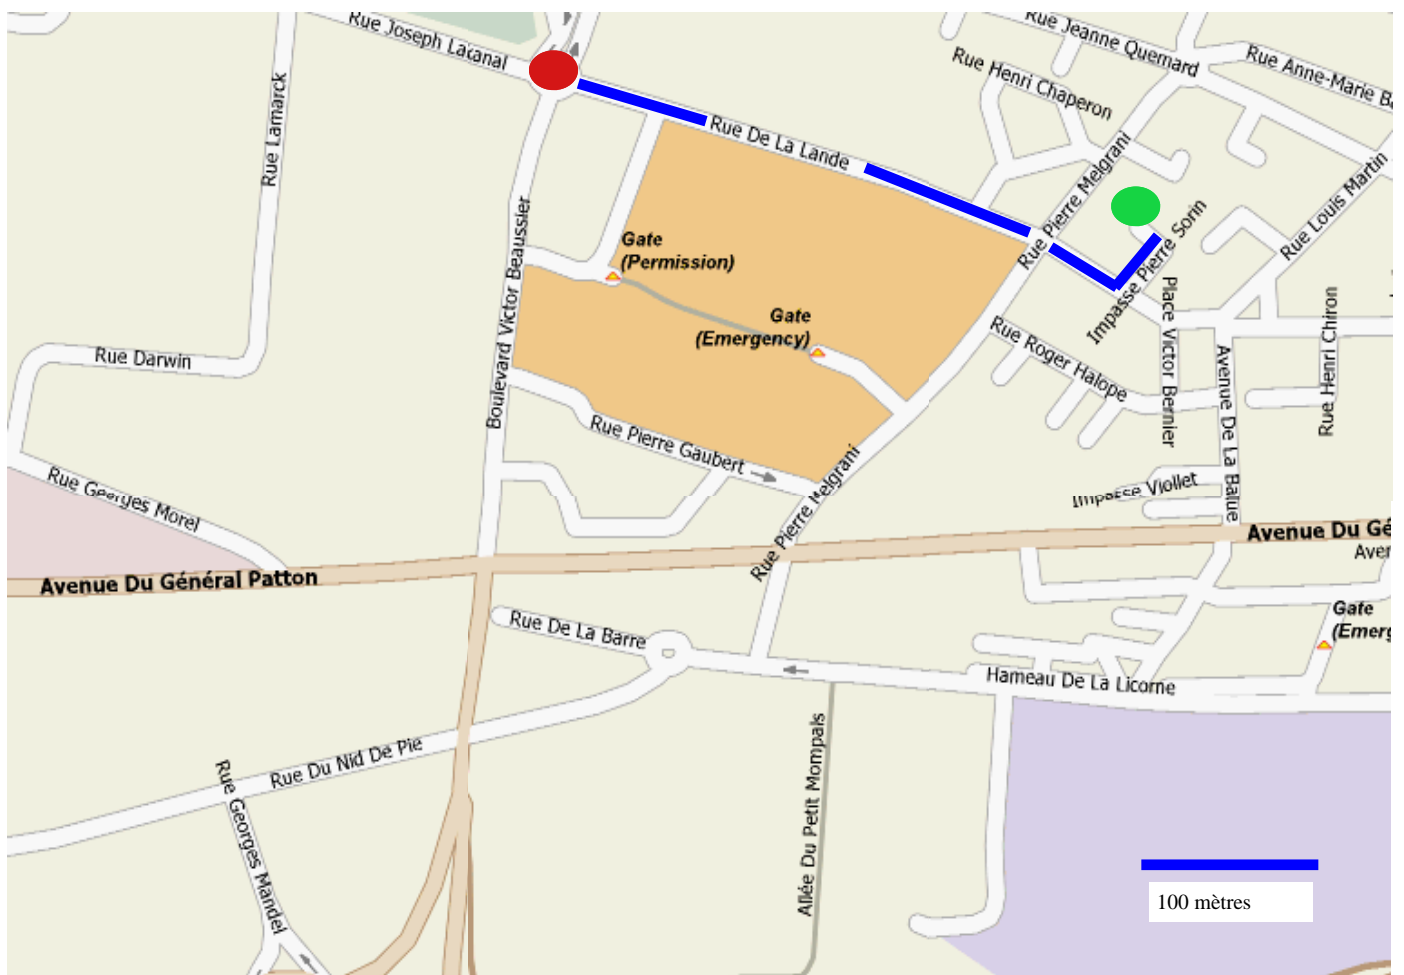 Rue Joseph Lacanal
Rue Jeanne Quemard
Rue Anne-Marie
Rue Henri Chaperon
Rue Lamarck
Rue De La Lande
Rue Pierre Melgrani
Rue Louis Martin
Impasse Pierre Sorin
Rue Pierre Melgrani
Boulevard Victor Beaussier
Gate
(Permission)
Gate
(Emergency)
Place Victor Bernier
Rue Henri Chiron
Rue Roger Halope
Rue Darwin
Avenue De La Balue
Rue Pierre Gaubert
Rue Pierre Melgrani
Rue Georges Morel
Impasse Viollet
Avenue Du Gé
Aver
Avenue Du Général Patton
Gate
(Emerg
Rue De La Barre
Hameau De La Licorne
Rue Du Nid De Pie
Allée Du Petit Mompais
Rue Georges Mandel
100 mètres